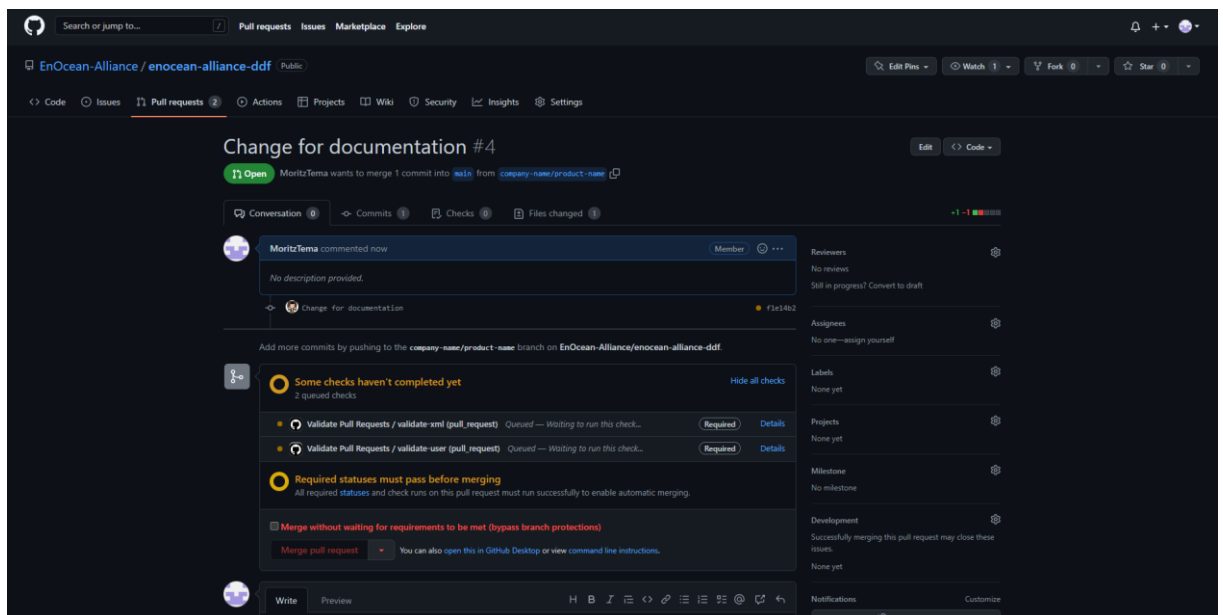 Search or jump to... / Pull requests Issues Marketplace Explore
EnOcean-Alliance / enocean-alliance-ddf Public Edit Pins Watch 1 Fork 0 Star 0
Code Issues Pull requests 2 Actions Projects Wiki Security Insights Settings
Change for documentation #4 Edit Code
Open MoritzTema wants to merge 1 commit into main from company-name/product-name
Conversation 0 Commits 1 Checks 0 Files changed 1 +1 −1
MoritzTema commented now Member
No description provided.
Change for documentation f1e14b2
Add more commits by pushing to the company-name/product-name branch on EnOcean-Alliance/enocean-alliance-ddf.
Some checks haven't completed yet Hide all checks
2 queued checks
Validate Pull Requests / validate-xml (pull_request) Queued — Waiting to run this check... Required Details
Validate Pull Requests / validate-user (pull_request) Queued — Waiting to run this check... Required Details
Required statuses must pass before merging
All required statuses and check runs on this pull request must run successfully to enable automatic merging.
Merge without waiting for requirements to be met (bypass branch protections)
Merge pull request You can also open this in GitHub Desktop or view command line instructions.
Write Preview H B I
Reviewers
No reviews
Still in progress? Convert to draft
Assignees
No one—assign yourself
Labels
None yet
Projects
None yet
Milestone
No milestone
Development
Successfully merging this pull request may close these
issues.
None yet
Notifications Customize